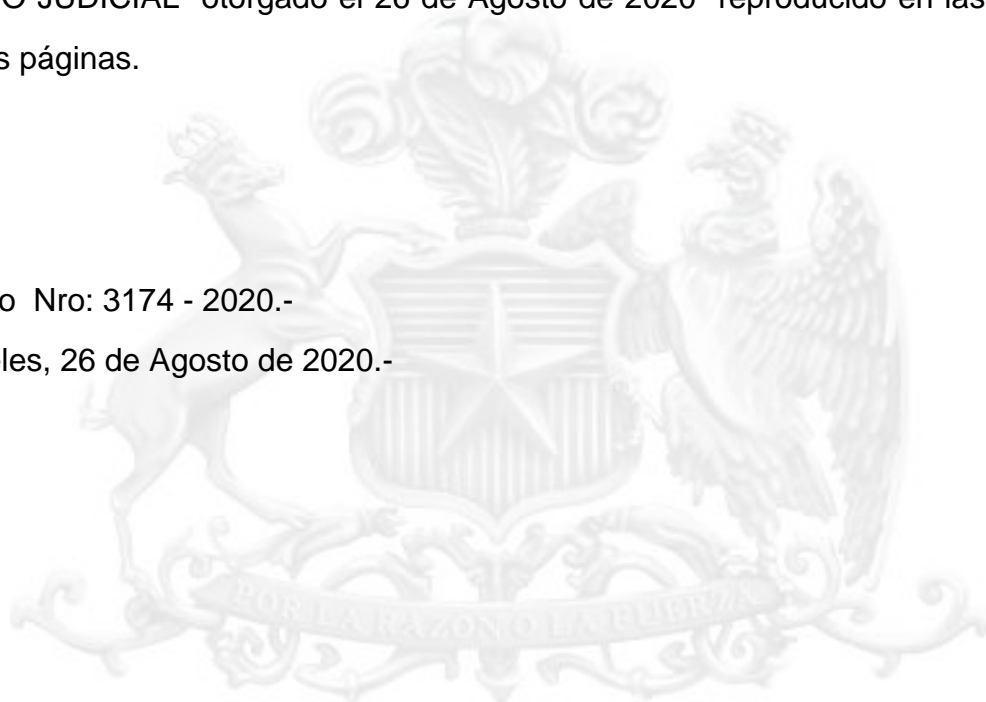 O JUDICIAL" otorgado el 26 de Agosto de 2020 reproducido en las
s páginas.
o Nro: 3174 - 2020.-
les, 26 de Agosto de 2020.-
POR LA RAZON O LA FUERZA